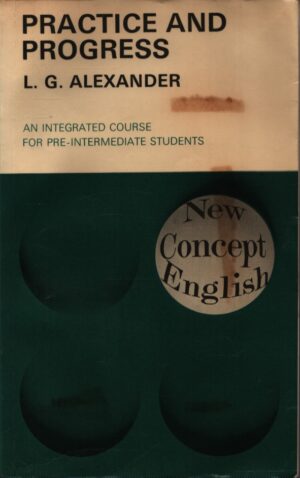 PRACTICE AND
PROGRESS
L. G. ALEXANDER
AN INTEGRATED COURSE
FOR PRE-INTERMEDIATE STUDENTS
New
Concept
English